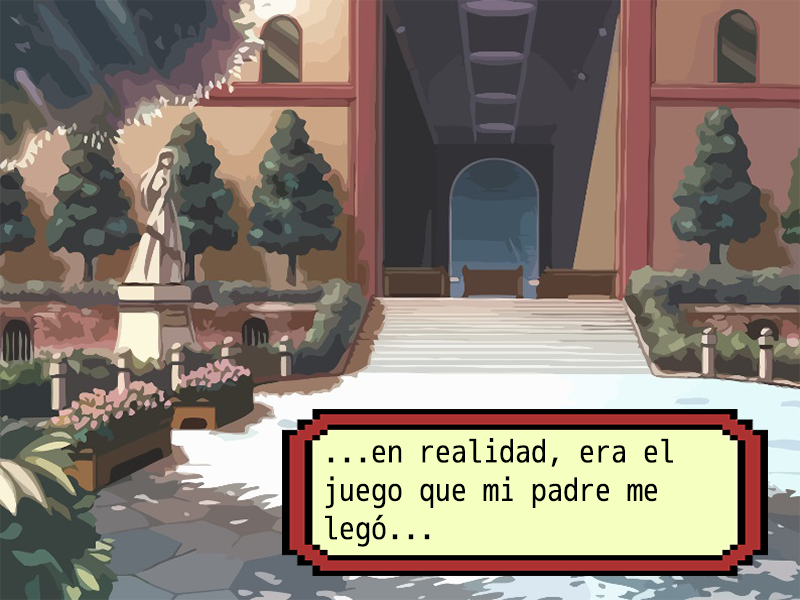 ...en realidad, era el
juego que mi padre me
legó...